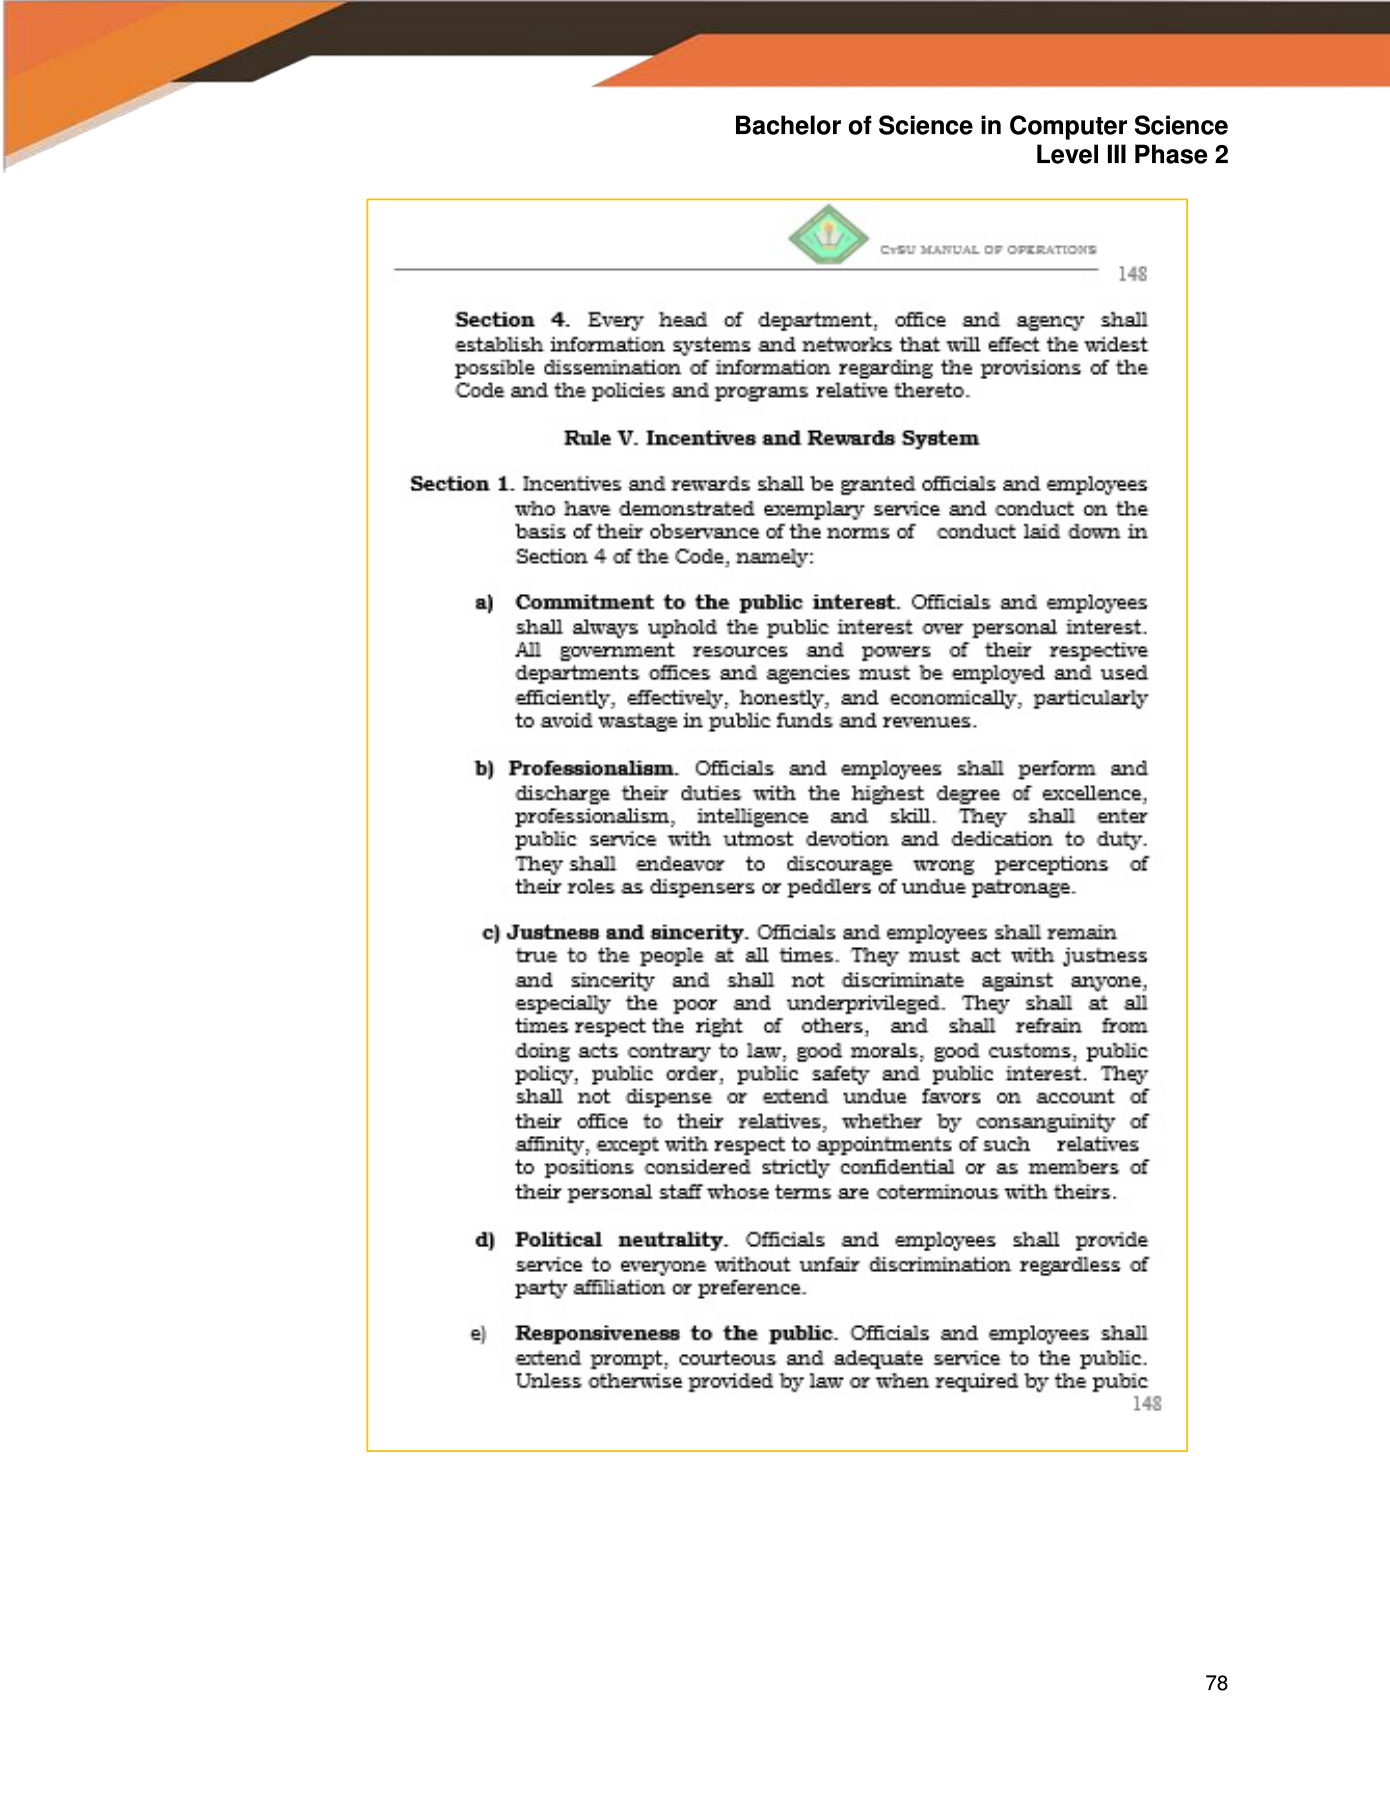 Bachelor of Science in Computer Science
Level III Phase 2
CvSU MANUAL OF OPERATIONS
148
Section 4. Every head of department, office and agency shall
establish information systems and networks that will effect the widest
possible dissemination of information regarding the provisions of the
Code and the policies and programs relative thereto.
Rule V. Incentives and Rewards System
Section 1. Incentives and rewards shall be granted officials and employees
who have demonstrated exemplary service and conduct on the
basis of their observance of the norms of conduct laid down in
Section 4 of the Code, namely:
a) Commitment to the public interest. Officials and employees
shall always uphold the public interest over personal interest.
All government resources and powers of their respective
departments offices and agencies must be employed and used
efficiently, effectively, honestly, and economically, particularly
to avoid wastage in public funds and revenues.
b) Professionalism. Officials and employees shall perform and
discharge their duties with the highest degree of excellence,
professionalism, intelligence and skill. They shall enter
public service with utmost devotion and dedication to duty.
They shall endeavor to discourage wrong perceptions of
their roles as dispensers or peddlers of undue patronage.
c) Justness and sincerity. Officials and employees shall remain
true to the people at all times. They must act with justness
and sincerity and shall not discriminate against anyone,
especially the poor and underprivileged. They shall at all
times respect the right of others, and shall refrain from
doing acts contrary to law, good morals, good customs, public
policy, public order, public safety and public interest. They
shall not dispense or extend undue favors on account of
their office to their relatives, whether by consanguinity of
affinity, except with respect to appointments of such relatives
to positions considered strictly confidential or as members of
their personal staff whose terms are coterminous with theirs.
d) Political neutrality. Officials and employees shall provide
service to everyone without unfair discrimination regardless of
party affiliation or preference.
e) Responsiveness to the public. Officials and employees shall
extend prompt, courteous and adequate service to the public.
Unless otherwise provided by law or when required by the pubic
148
78